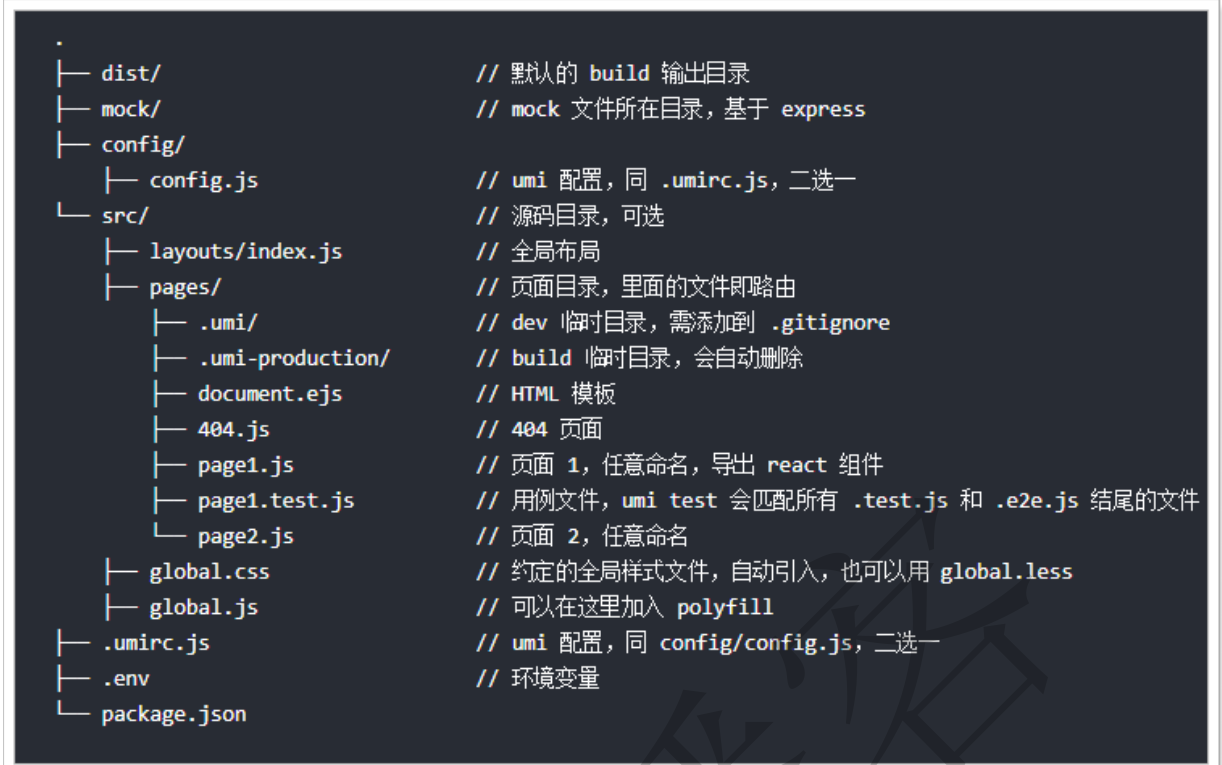 .
├── dist/                          // 默认的 build 输出目录
├── mock/                          // mock 文件所在目录，基于 express
├── config/
    ├── config.js                  // umi 配置，同 .umirc.js，二选一
└── src/                           // 源码目录，可选
    ├── layouts/index.js           // 全局布局
    ├── pages/                     // 页面目录，里面的文件即路由
        ├── .umi/                  // dev 临时目录，需添加到 .gitignore
        ├── .umi-production/       // build 临时目录，会自动删除
        ├── document.ejs           // HTML 模板
        ├── 404.js                 // 404 页面
        ├── page1.js               // 页面 1，任意命名，导出 react 组件
        ├── page1.test.js          // 用例文件，umi test 会匹配所有 .test.js 和 .e2e.js 结尾的文件
        └── page2.js               // 页面 2，任意命名
    ├── global.css                 // 约定的全局样式文件，自动引入，也可以用 global.less
    ├── global.js                  // 可以在这里加入 polyfill
├── .umirc.js                      // umi 配置，同 config/config.js，二选一
├── .env                           // 环境变量
└── package.json